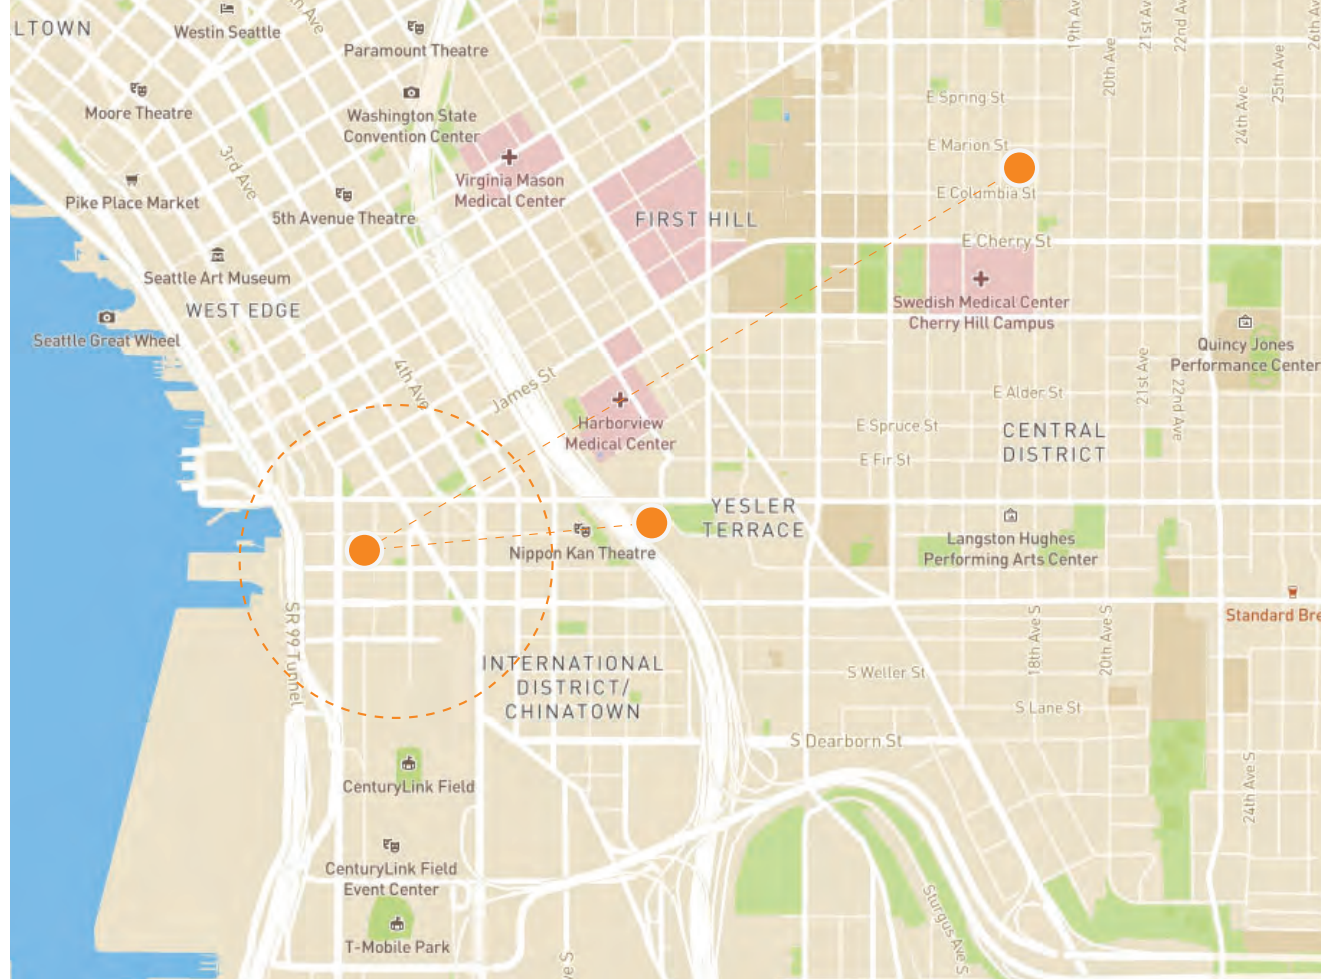 LTOWN
Westin Seattle
Paramount Theatre
Moore Theatre
Washington State
Convention Center
3rd Ave
Virginia Mason
Medical Center
Pike Place Market
5th Avenue Theatre
FIRST HILL
Seattle Art Museum
WEST EDGE
Seattle Great Wheel
4th Ave
James St
Harborview
Medical Center
19th Av
20th Ave
21st Av
22nd Av
24th Ave
25th Ave
26th Av
E Spring St
E Marion St
E Columbia St
E Cherry St
Swedish Medical Center
Cherry Hill Campus
Quincy Jones
Performance Center
21st Ave
22nd Ave
E Alder St
E Spruce St
E Fir St
CENTRAL
DISTRICT
YESLER
TERRACE
Nippon Kan Theatre
Langston Hughes
Performing Arts Center
Standard Bre
SR 99 Tunnel
INTERNATIONAL
DISTRICT/
CHINATOWN
18th Ave S
20th Ave S
S Weller St
S Lane St
S Dearborn St
24th Ave S
CenturyLink Field
CenturyLink Field
Event Center
T-Mobile Park
Sturgus Ave S
ve S